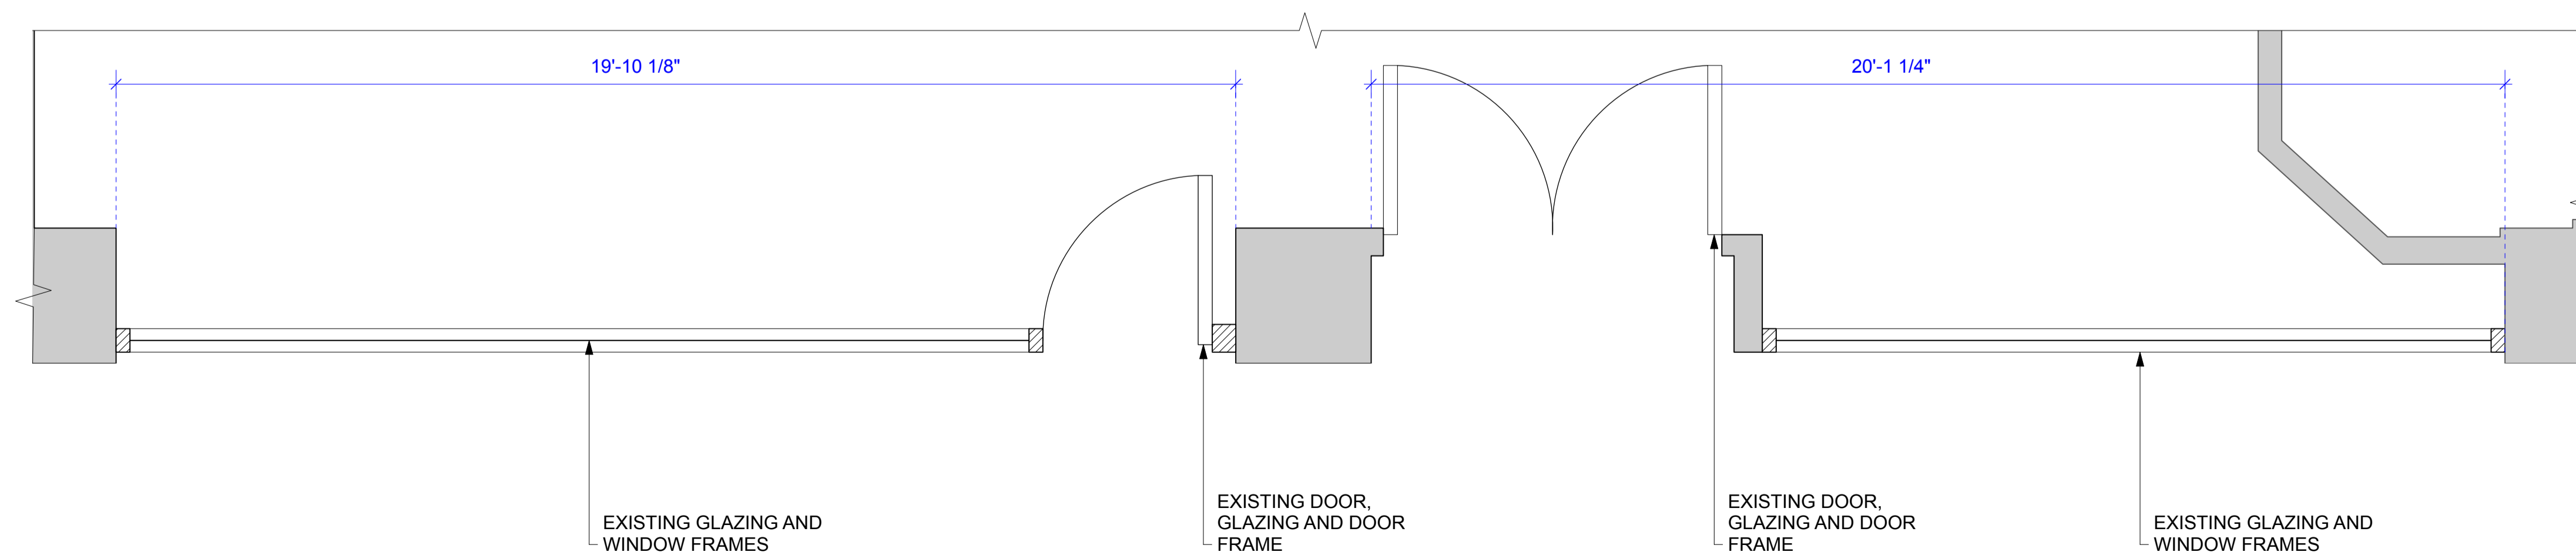 19'-10 1/8"
20'-1 1/4"
EXISTING GLAZING AND
WINDOW FRAMES
EXISTING DOOR,
GLAZING AND DOOR
FRAME
EXISTING DOOR,
GLAZING AND DOOR
FRAME
EXISTING GLAZING AND
WINDOW FRAMES